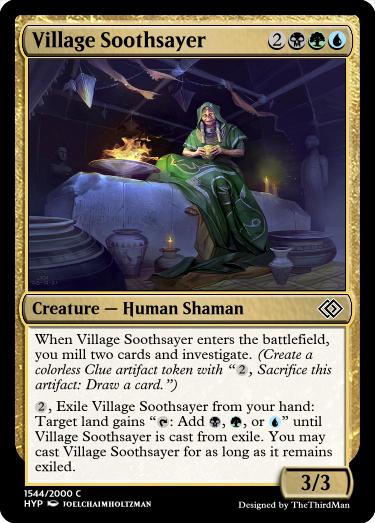 Village Soothsayer 2
Creature — Human Shaman
When Village Soothsayer enters the battlefield,
you mill two cards and investigate. (Create a
colorless Clue artifact token with “2, Sacrifice this
artifact: Draw a card.”)
2, Exile Village Soothsayer from your hand:
Target land gains “: Add , , or ” until
Village Soothsayer is cast from exile. You may
cast Village Soothsayer for as long as it remains
exiled.
3/3
1544/2000 C
HYP JOELCHAIMHOLTZMAN
Designed by TheThirdMan